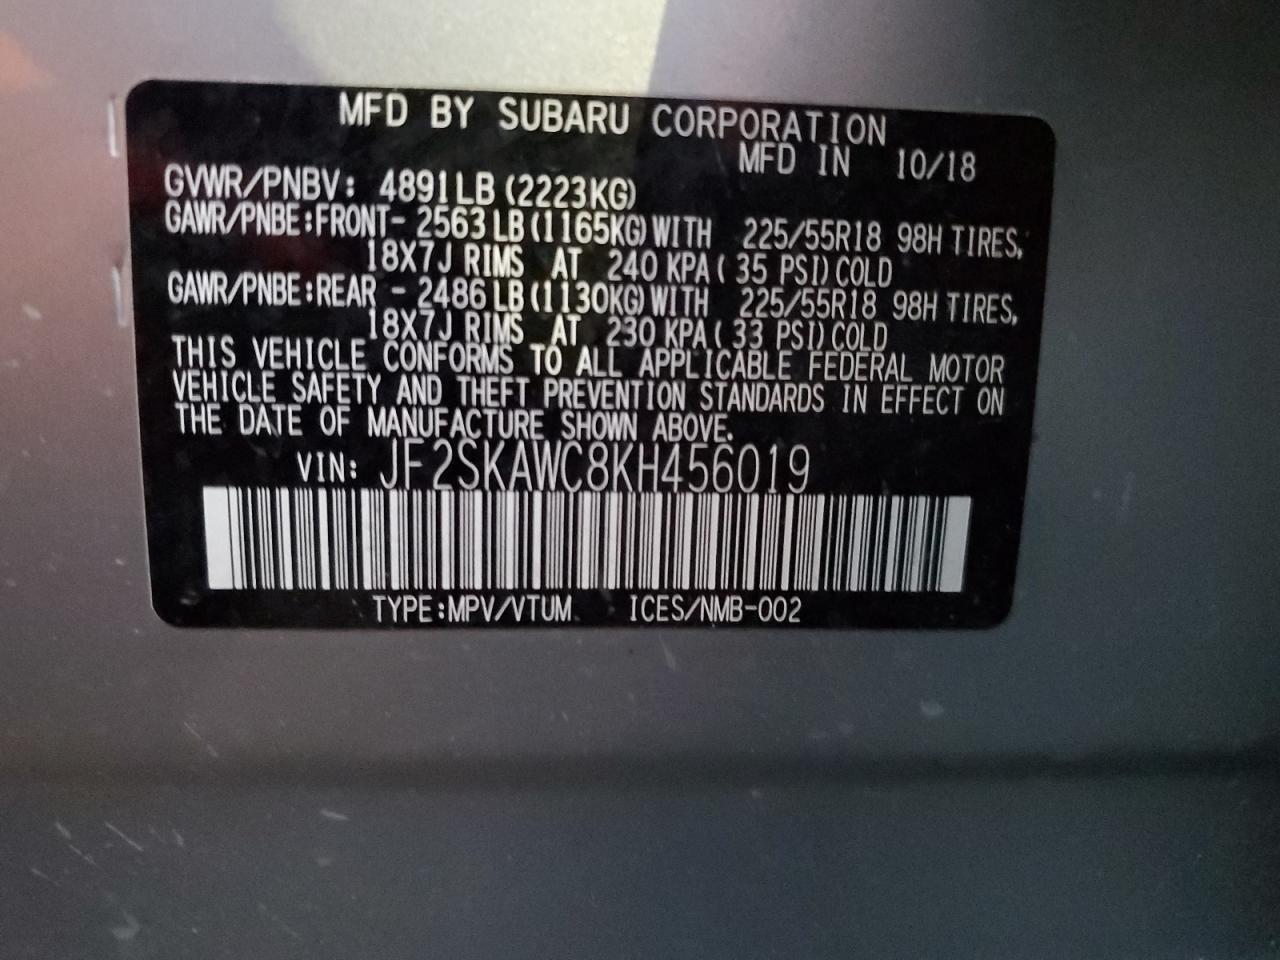 MFD BY SUBARU CORPORATION
MFD IN 10/18
GVWR/PNBV: 4891LB (2223KG)
GAWR/PNBE:FRONT- 2563LB(1165KG)WITH 225/55R18 98H TIRES,
18X7J RIMS AT 240 KPA( 35 PSI)COLD
GAWR/PNBE:REAR - 2486LB(1130KG)WITH 225/55R18 98H TIRES,
18X7J RIMS AT 230 KPA( 33 PSI)COLD
THIS VEHICLE CONFORMS TO ALL APPLICABLE FEDERAL MOTOR
VEHICLE SAFETY AND THEFT PREVENTION STANDARDS IN EFFECT ON
THE DATE OF MANUFACTURE SHOWN ABOVE.
VIN: JF2SKAWC8KH456019
TYPE:MPV/VTUM ICES/NMB-002